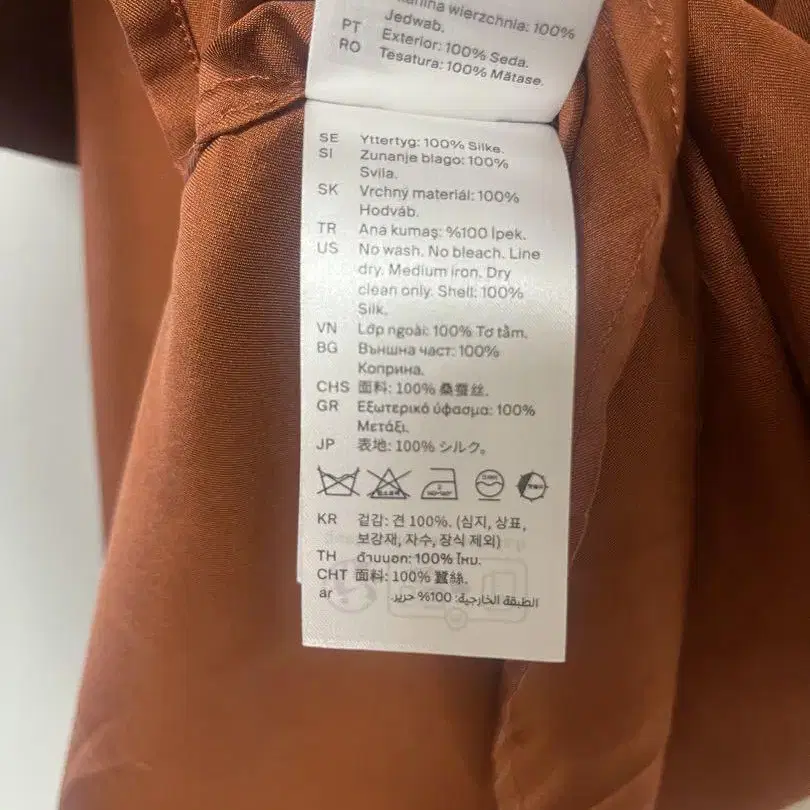 wierzchnia: 100%
Jedwab.
PT Exterior: 100% Seda.
RO Tesatura: 100% Mătase.
SE Yttertyg: 100% Silke.
SI Zunanje blago: 100%
Svila.
SK Vrchný materiál: 100%
Hodváb.
TR Ana kumaş: %100 İpek.
US No wash. No bleach. Line
dry. Medium iron. Dry
clean only. Shell: 100%
Silk.
VN Lớp ngoài: 100% Tơ tằm.
BG Външна част: 100%
Коприна.
CHS 面料: 100% 桑蚕丝.
GR Εξωτερικό ύφασμα: 100%
Μετάξι.
JP 表地: 100% シルク。
KR 겉감: 견 100%. (심지, 상표,
보강재, 자수, 장식 제외)
TH ด้านนอก: 100% ไหม.
CHT 面料: 100% 蠶絲.
ar الطبقة الخارجية: 100% حرير.